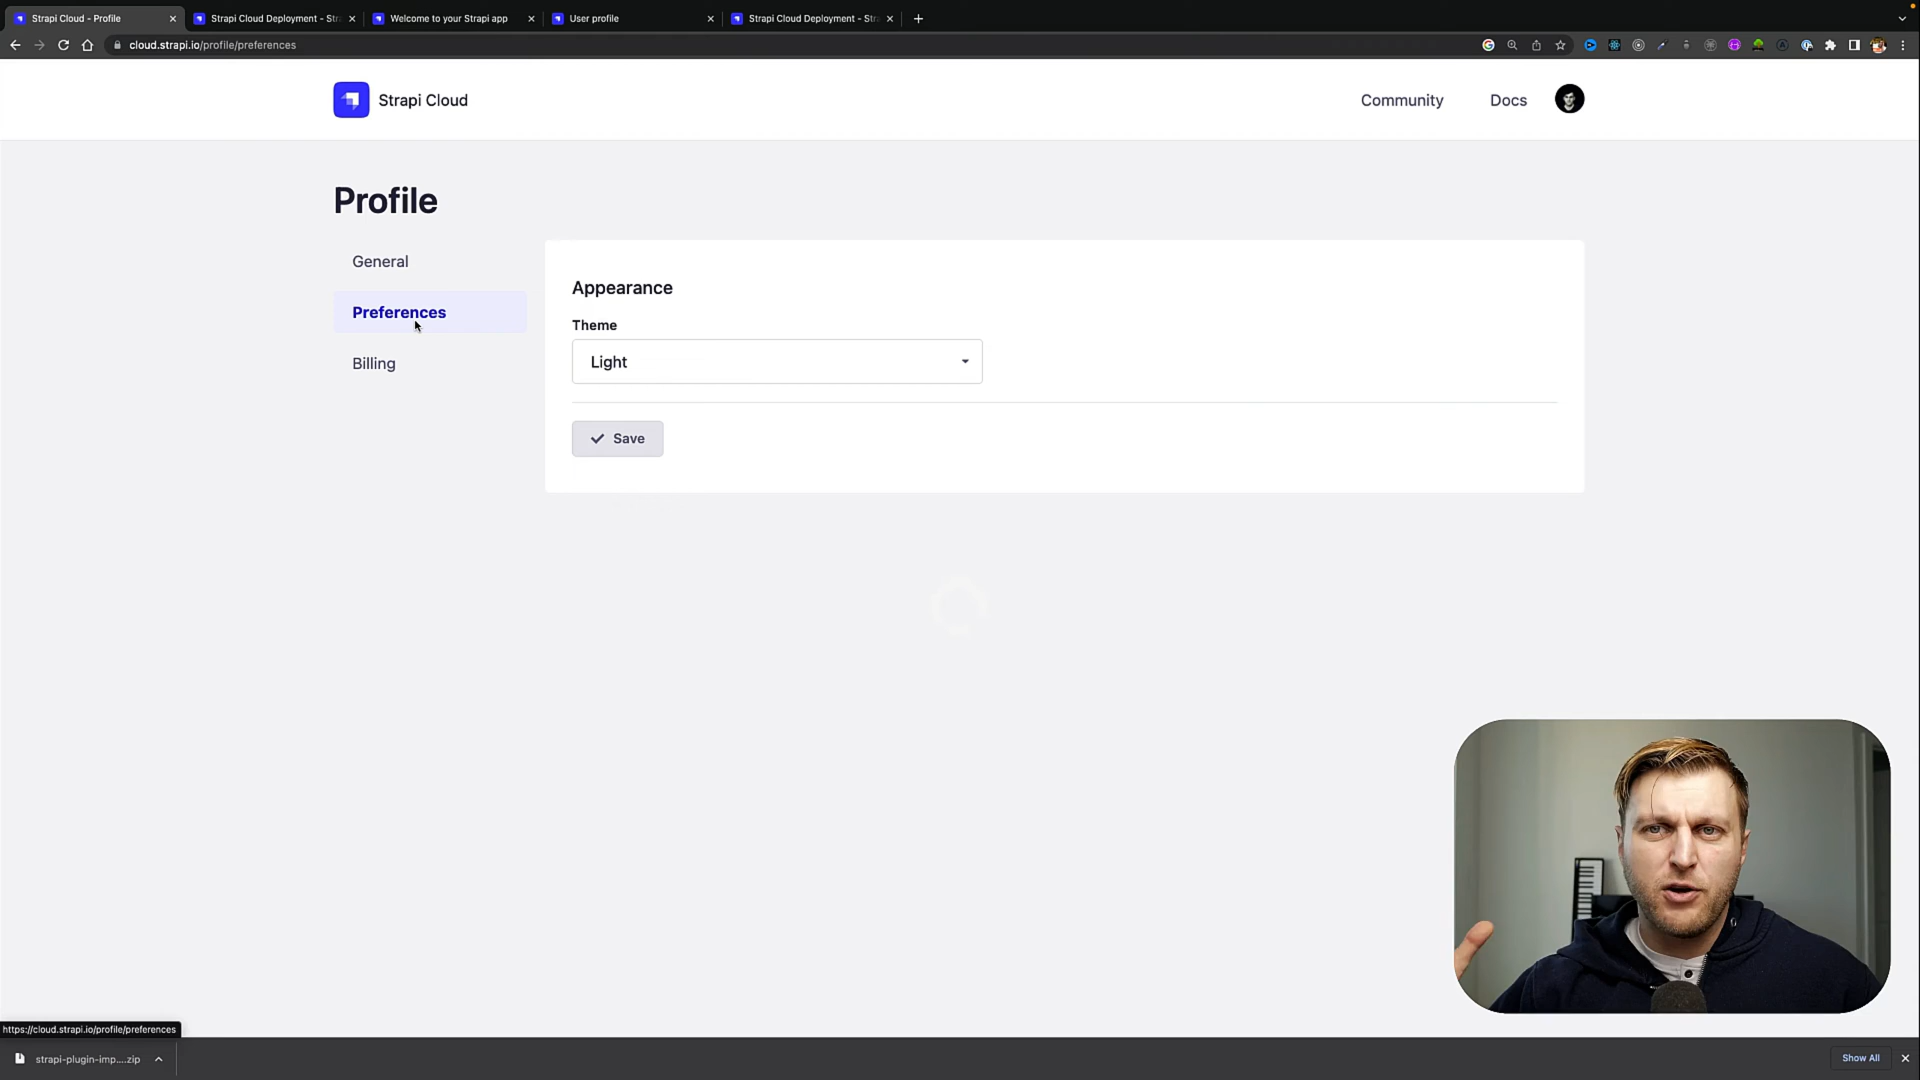 Strapi Cloud - Profile
Strapi Cloud Deployment - Str
Welcome to your Strapi app
User profile
Strapi Cloud Deployment - Str
cloud.strapi.io/profile/preferences
Strapi Cloud
Community
Docs
Profile
General
Preferences
Billing
Appearance
Theme
Light
Save
https://cloud.strapi.io/profile/preferences
strapi-plugin-imp....zip
Show All